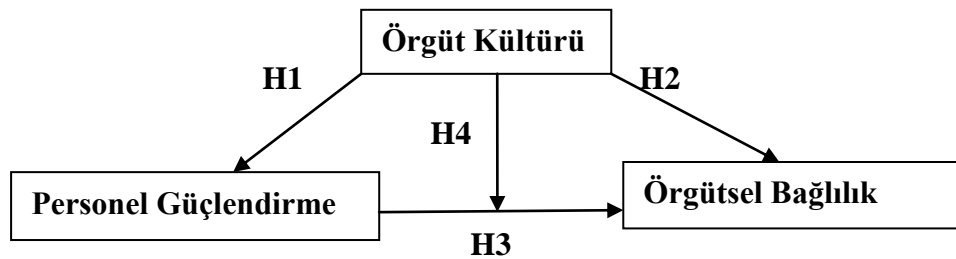 Örgüt Kültürü
H1
H2
H4
Personel Güçlendirme
Örgütsel Bağlılık
H3